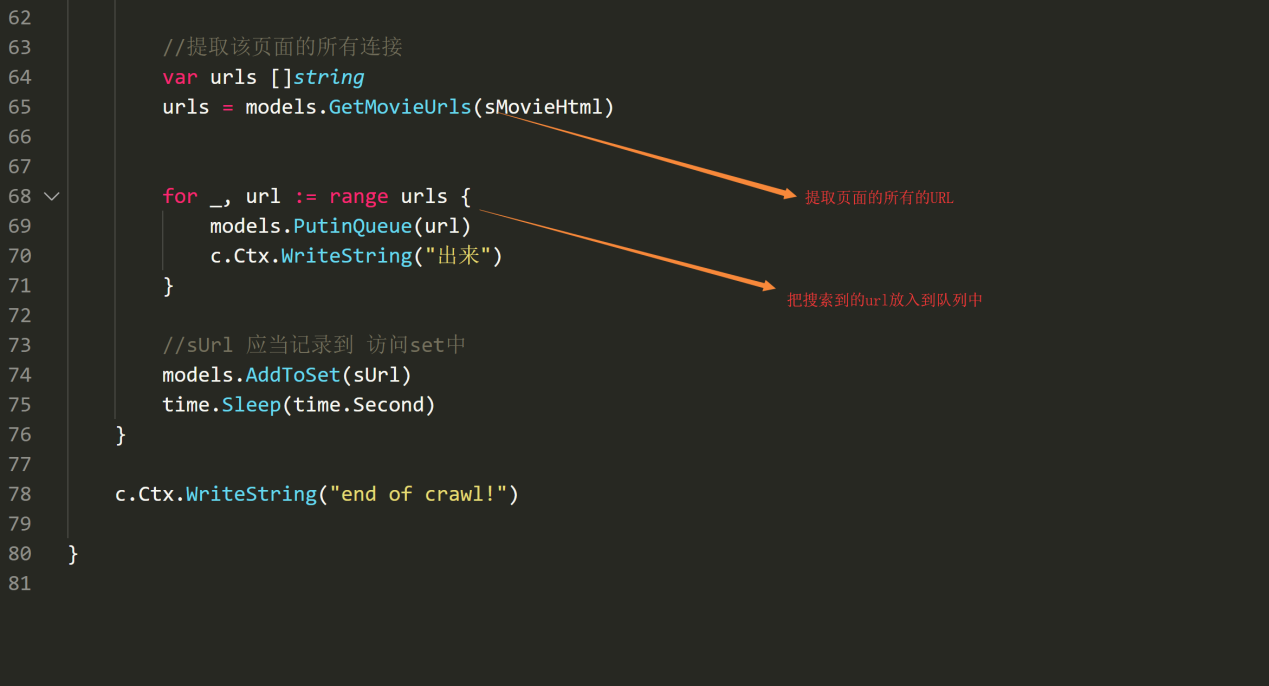 62
63 //提取该页面的所有连接
64 var urls []string
65 urls = models.GetMovieUrls(sMovieHtml)
66
67
68 for _, url := range urls {
提取页面的所有的URL
69 models.PutinQueue(url)
70 c.Ctx.WriteString("出来")
71 }
把搜索到的url放入到队列中
72
73 //sUrl 应当记录到 访问set中
74 models.AddToSet(sUrl)
75 time.Sleep(time.Second)
76 }
77
78 c.Ctx.WriteString("end of crawl!")
79
80 }
81